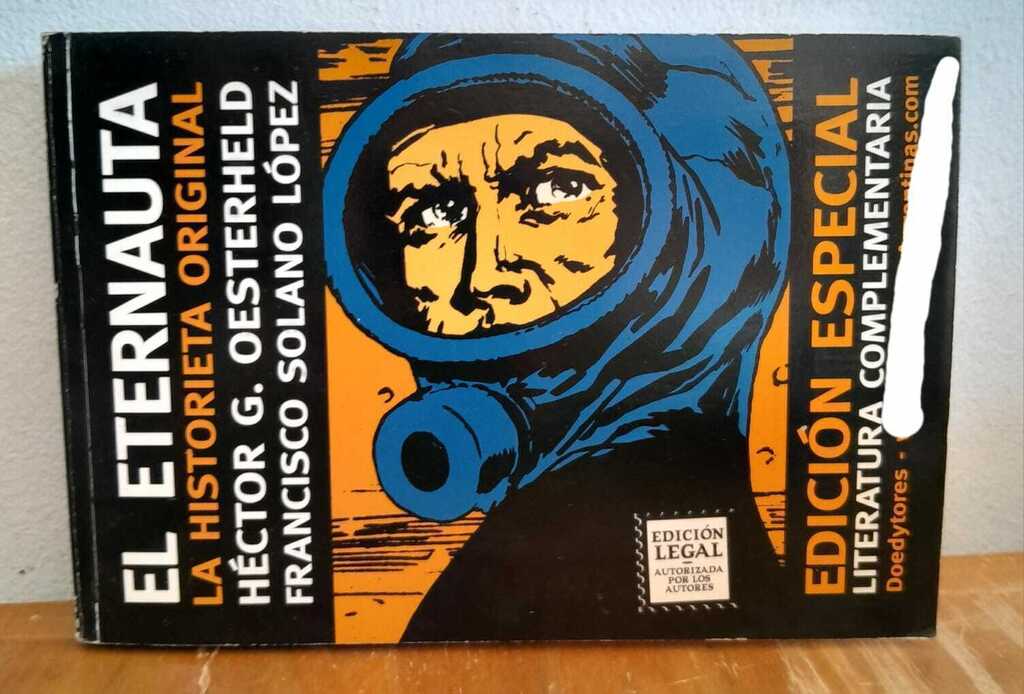 EL ETERNAUTA
LA HISTORIETA ORIGINAL
HÉCTOR G. OESTERHELD
FRANCISCO SOLANO LÓPEZ
EDICIÓN
LEGAL
AUTORIZADA
POR LOS
AUTORES
EDICIÓN ESPECIAL
LITERATURA COMPLEMENTARIA
Doedytores -